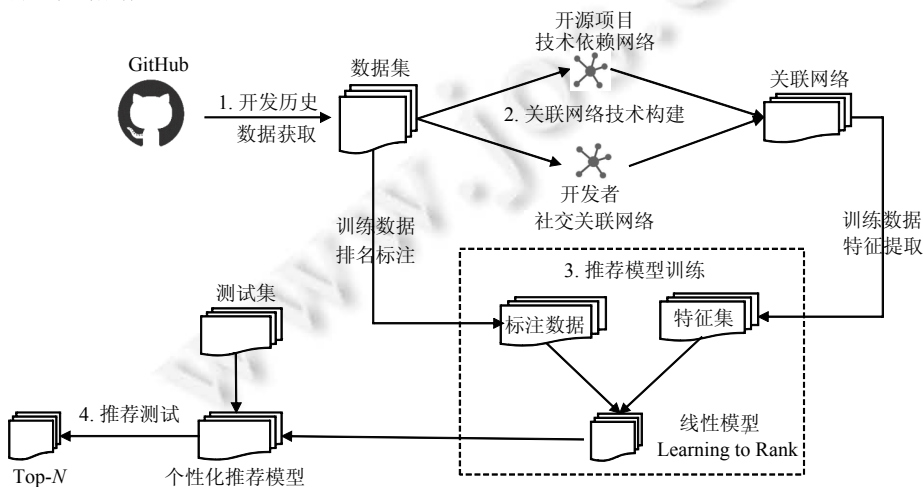 开源项目
技术依赖网络
GitHub
数据集
关联网络
1. 开发历史
数据获取
2. 关联网络技术构建
开发者
社交关联网络
训练数据
排名标注
训练数据
特征提取
3. 推荐模型训练
测试集
标注数据
特征集
4. 推荐测试
线性模型
Learning to Rank
Top-N
个性化推荐模型